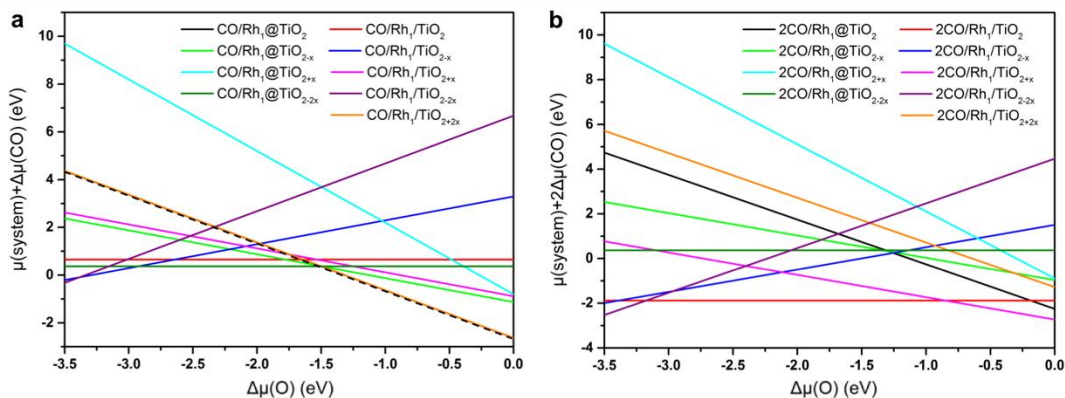 a
CO/Rh₁@TiO₂
CO/Rh₁/TiO₂
CO/Rh₁@TiO₂₋ₓ
CO/Rh₁/TiO₂₋ₓ
CO/Rh₁@TiO₂₊ₓ
CO/Rh₁/TiO₂₊ₓ
CO/Rh₁@TiO₂₋₂ₓ
CO/Rh₁/TiO₂₋₂ₓ
CO/Rh₁/TiO₂₊₂ₓ
μ(system)+Δμ(CO) (eV)
10
8
6
4
2
0
-2
-3.5 -3.0 -2.5 -2.0 -1.5 -1.0 -0.5 0.0
Δμ(O) (eV)
b
2CO/Rh₁@TiO₂
2CO/Rh₁/TiO₂
2CO/Rh₁@TiO₂₋ₓ
2CO/Rh₁/TiO₂₋ₓ
2CO/Rh₁@TiO₂₊ₓ
2CO/Rh₁/TiO₂₊ₓ
2CO/Rh₁@TiO₂₋₂ₓ
2CO/Rh₁/TiO₂₋₂ₓ
2CO/Rh₁/TiO₂₊₂ₓ
μ(system)+2Δμ(CO) (eV)
10
8
6
4
2
0
-2
-4
-3.5 -3.0 -2.5 -2.0 -1.5 -1.0 -0.5 0.0
Δμ(O) (eV)